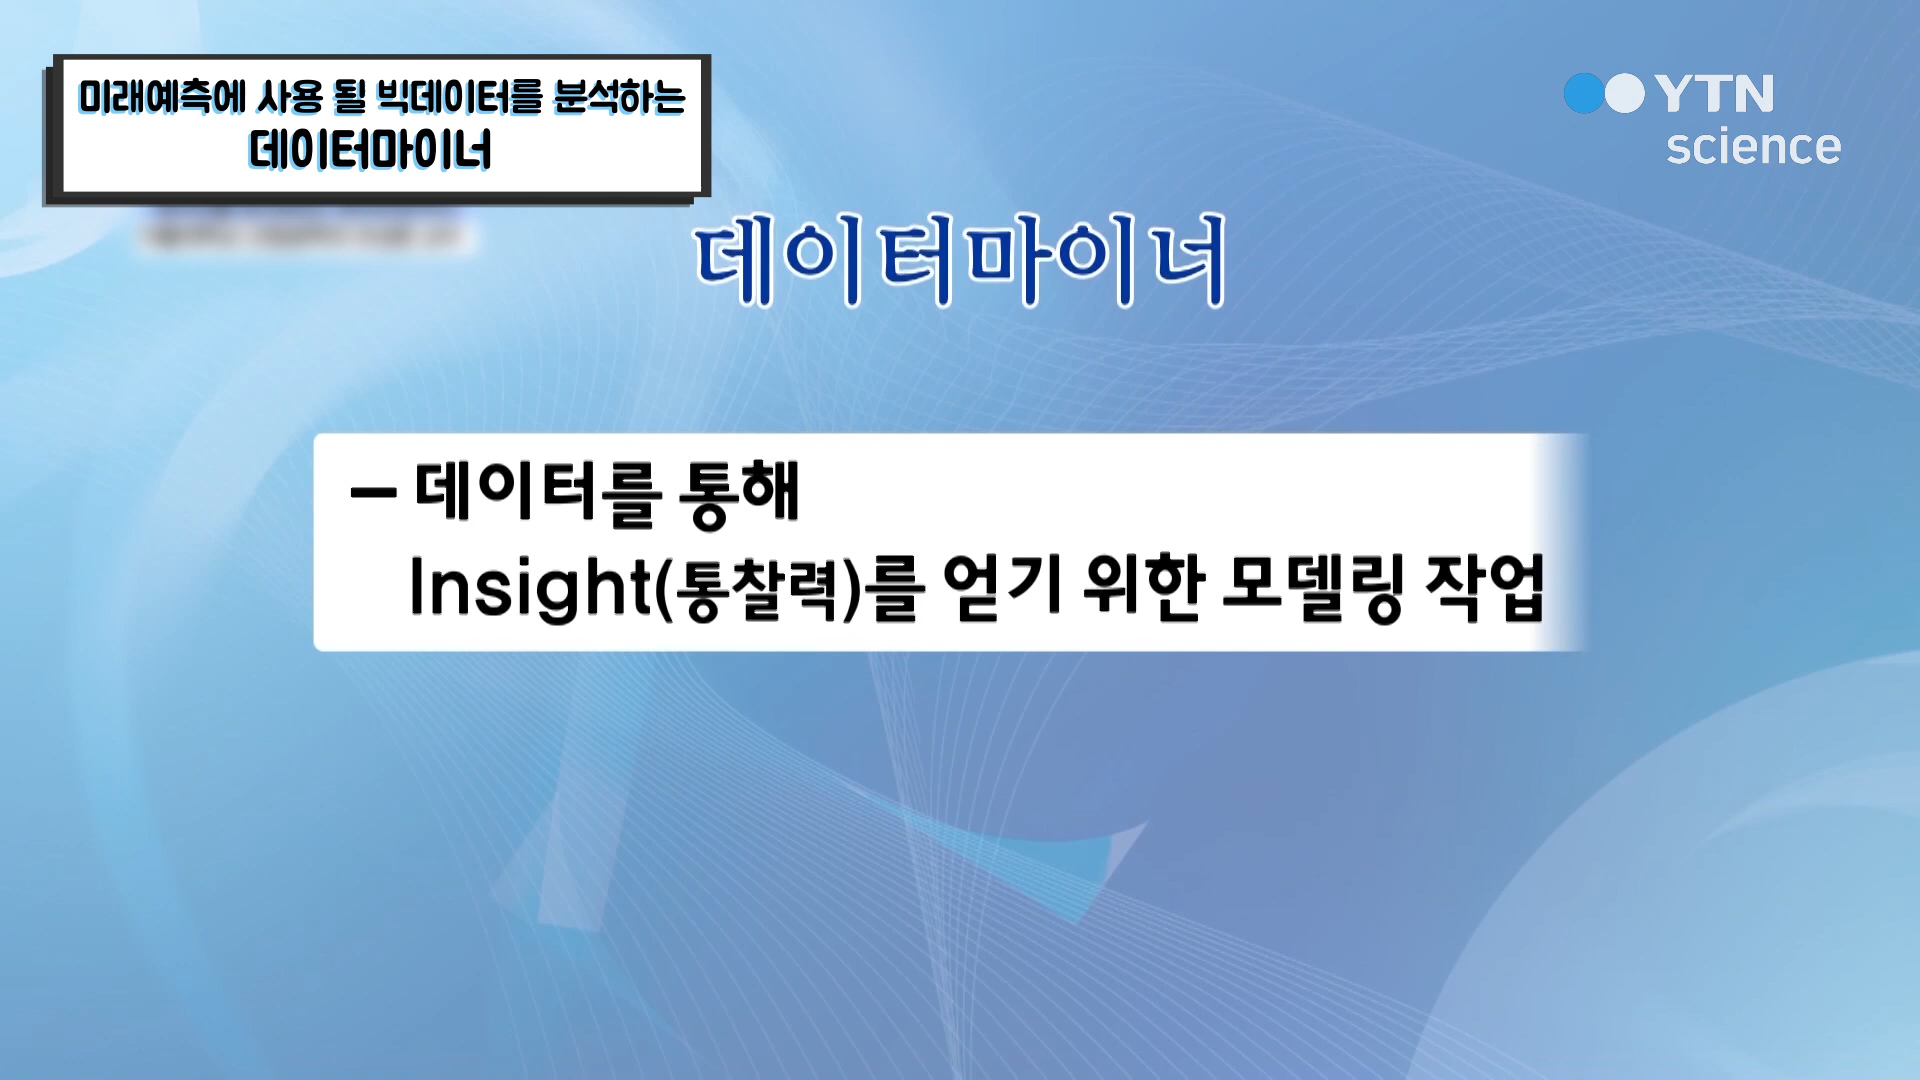 미래예측에 사용 될 빅데이터를 분석하는
데이터마이너
YTN
science
데이터마이너
– 데이터를 통해
Insight(통찰력)를 얻기 위한 모델링 작업